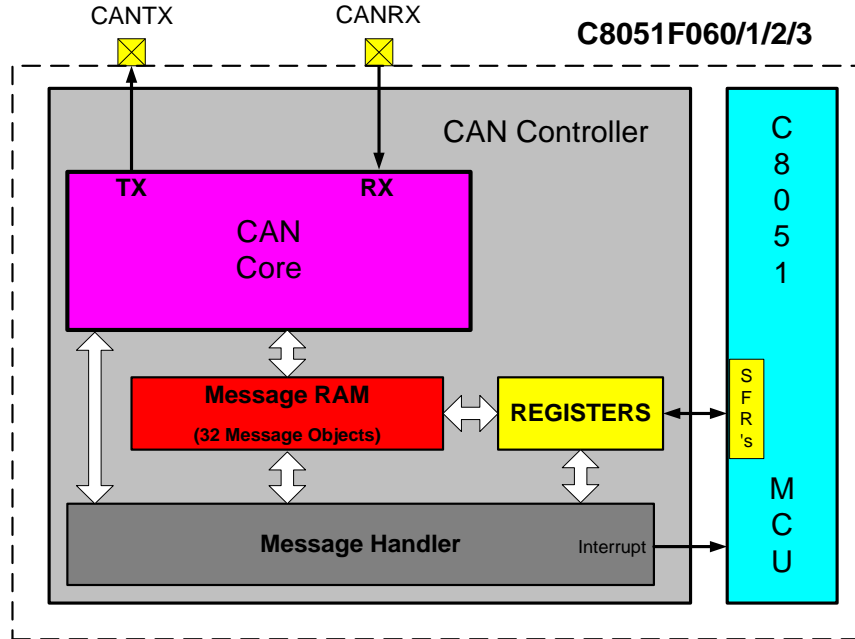 CANTX
CANRX
C8051F060/1/2/3
CAN Controller
C
8
0
5
1
TX
RX
CAN
Core
Message RAM
(32 Message Objects)
REGISTERS
S
F
R
's
M
C
U
Message Handler
Interrupt